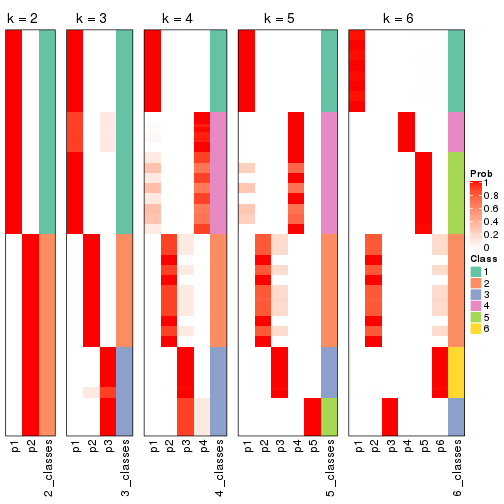 k = 2
k = 3
k = 4
k = 5
k = 6
Prob
1
0.8
0.6
0.4
0.2
0
Class
1
2
3
4
5
6
p1
p2
2_classes
p1
p2
p3
3_classes
p1
p2
p3
p4
4_classes
p1
p2
p3
p4
p5
5_classes
p1
p2
p3
p4
p5
p6
6_classes